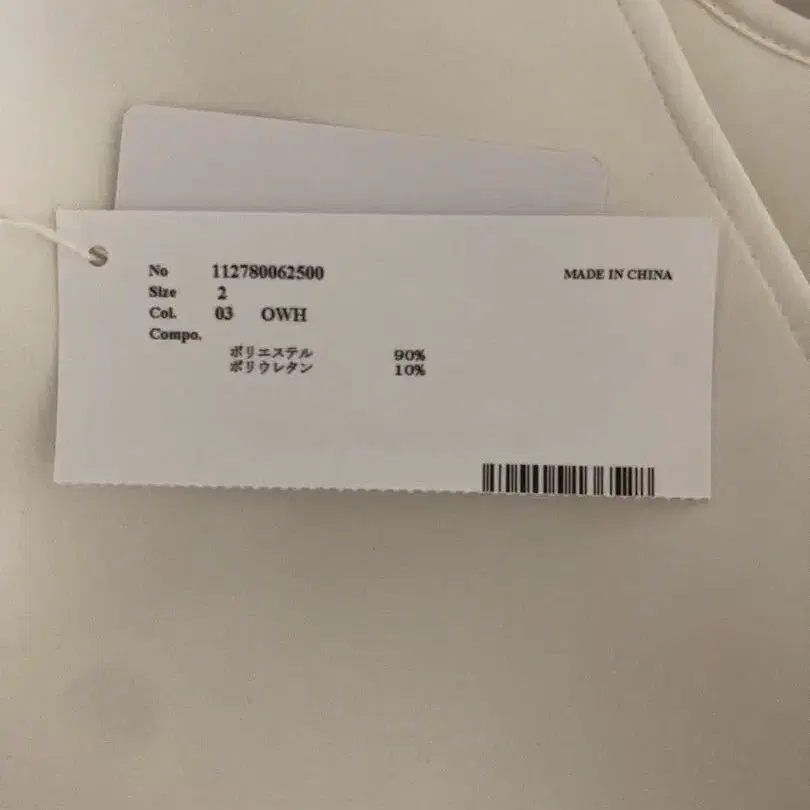 No 112780062500 MADE IN CHINA
Size 2
Col. 03 OWH
Compo.
ポリエステル 90%
ポリウレタン 10%